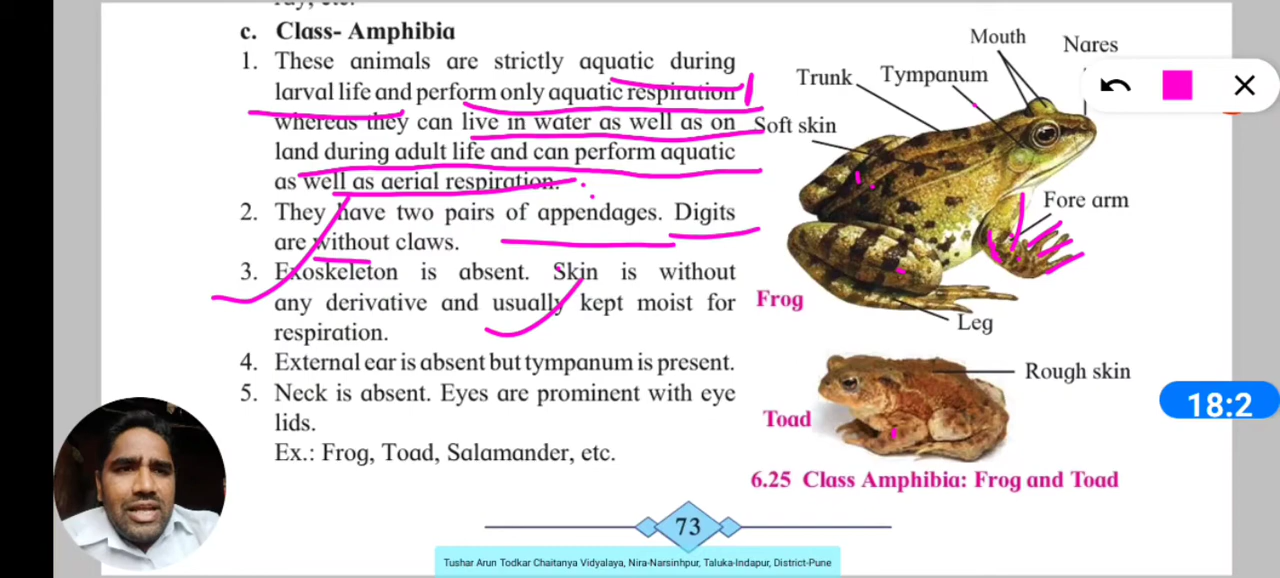 c. Class- Amphibia
1. These animals are strictly aquatic during
larval life and perform only aquatic respiration
whereas they can live in water as well as on
land during adult life and can perform aquatic
as well as aerial respiration.
2. They have two pairs of appendages. Digits
are without claws.
3. Exoskeleton is absent. Skin is without
any derivative and usually kept moist for
respiration.
4. External ear is absent but tympanum is present.
5. Neck is absent. Eyes are prominent with eye
lids.
Ex.: Frog, Toad, Salamander, etc.
Mouth
Nares
Trunk
Tympanum
Soft skin
Fore arm
Frog
Leg
Rough skin
Toad
6.25 Class Amphibia: Frog and Toad
18:2
73
Tushar Arun Todkar Chaitanya Vidyalaya, Nira-Narsinhpur, Taluka-Indapur, District-Pune